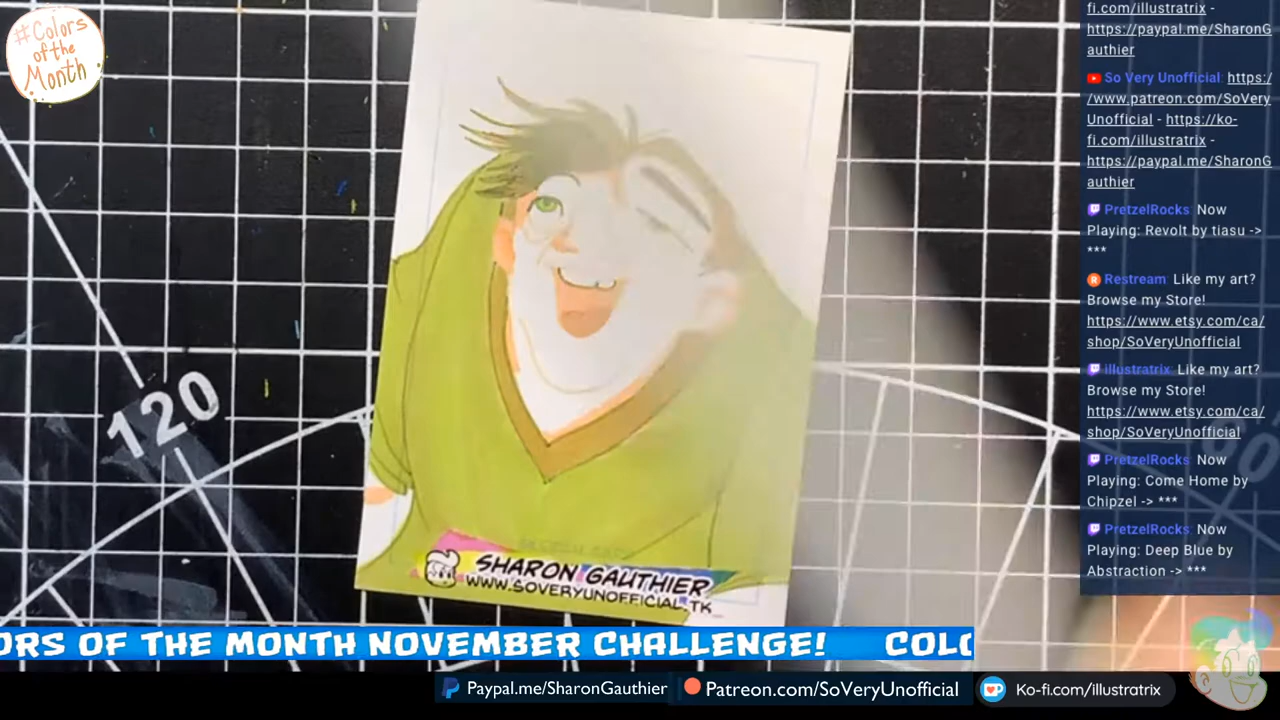 #Colors
of the
Month
120
SKETCH CARD
SHARON GAUTHIER
WWW.SOVERYUNOFFICIAL.TK
ORS OF THE MONTH NOVEMBER CHALLENGE!
COLO
Paypal.me/SharonGauthier
Patreon.com/SoVeryUnofficial
Ko-fi.com/illustratrix
fi.com/illustratrix -
https://paypal.me/SharonG
authier
So Very Unofficial: https:/
/www.patreon.com/SoVery
Unofficial - https://ko-
fi.com/illustratrix -
https://paypal.me/SharonG
authier
PretzelRocks: Now
Playing: Revolt by tiasu ->
***
Restream: Like my art?
Browse my Store!
https://www.etsy.com/ca/
shop/SoVeryUnofficial
illustratrix: Like my art?
Browse my Store!
https://www.etsy.com/ca/
shop/SoVeryUnofficial
PretzelRocks: Now
Playing: Come Home by
Chipzel -> ***
PretzelRocks: Now
Playing: Deep Blue by
Abstraction -> ***